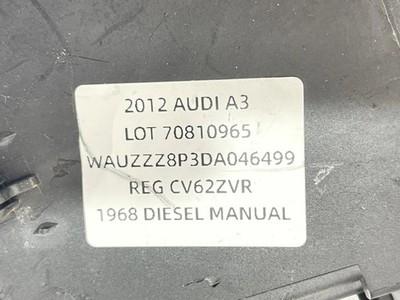 2012 AUDI A3
LOT 70810965
WAUZZZ8P3DA046499
REG CV62ZVR
1968 DIESEL MANUAL